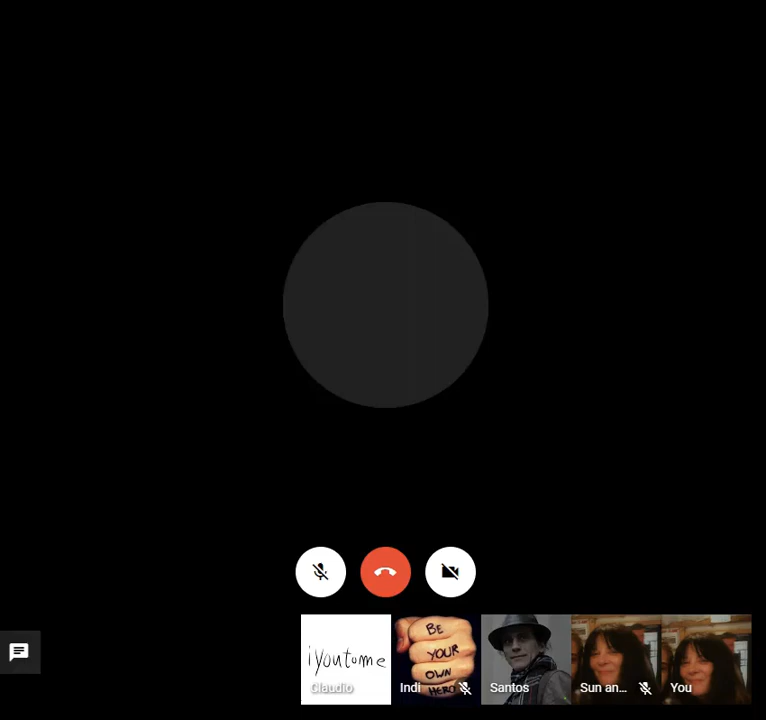 iyoutome
Claudio
BE
YOUR
OWN
HERO
Indi
Santos
Sun an...
You